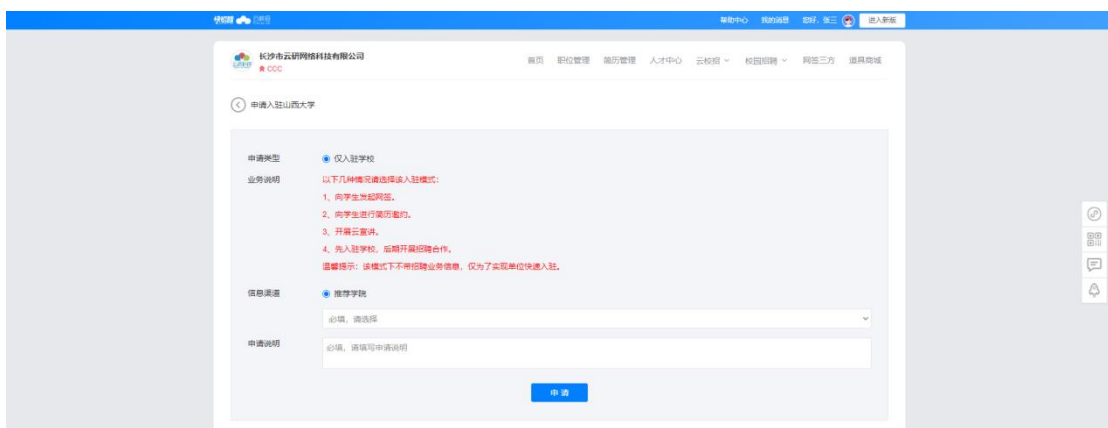 快就业 云就业 帮助中心 我的消息 您好，张三 进入新版
长沙市云研网络科技有限公司
CCC
首页 职位管理 简历管理 人才中心 云校招 校园招聘 网签三方 道具商城
申请入驻山西大学
申请类型 仅入驻学校
业务说明 以下几种情况请选择该入驻模式：
1、向学生发起网签。
2、向学生进行简历邀约。
3、开展云宣讲。
4、先入驻学校，后期开展招聘合作。
温馨提示：该模式下不带招聘业务信息，仅为了实现单位快速入驻。
信息渠道 推荐学院
必填，请选择
申请说明 必填，请填写申请说明
申 请